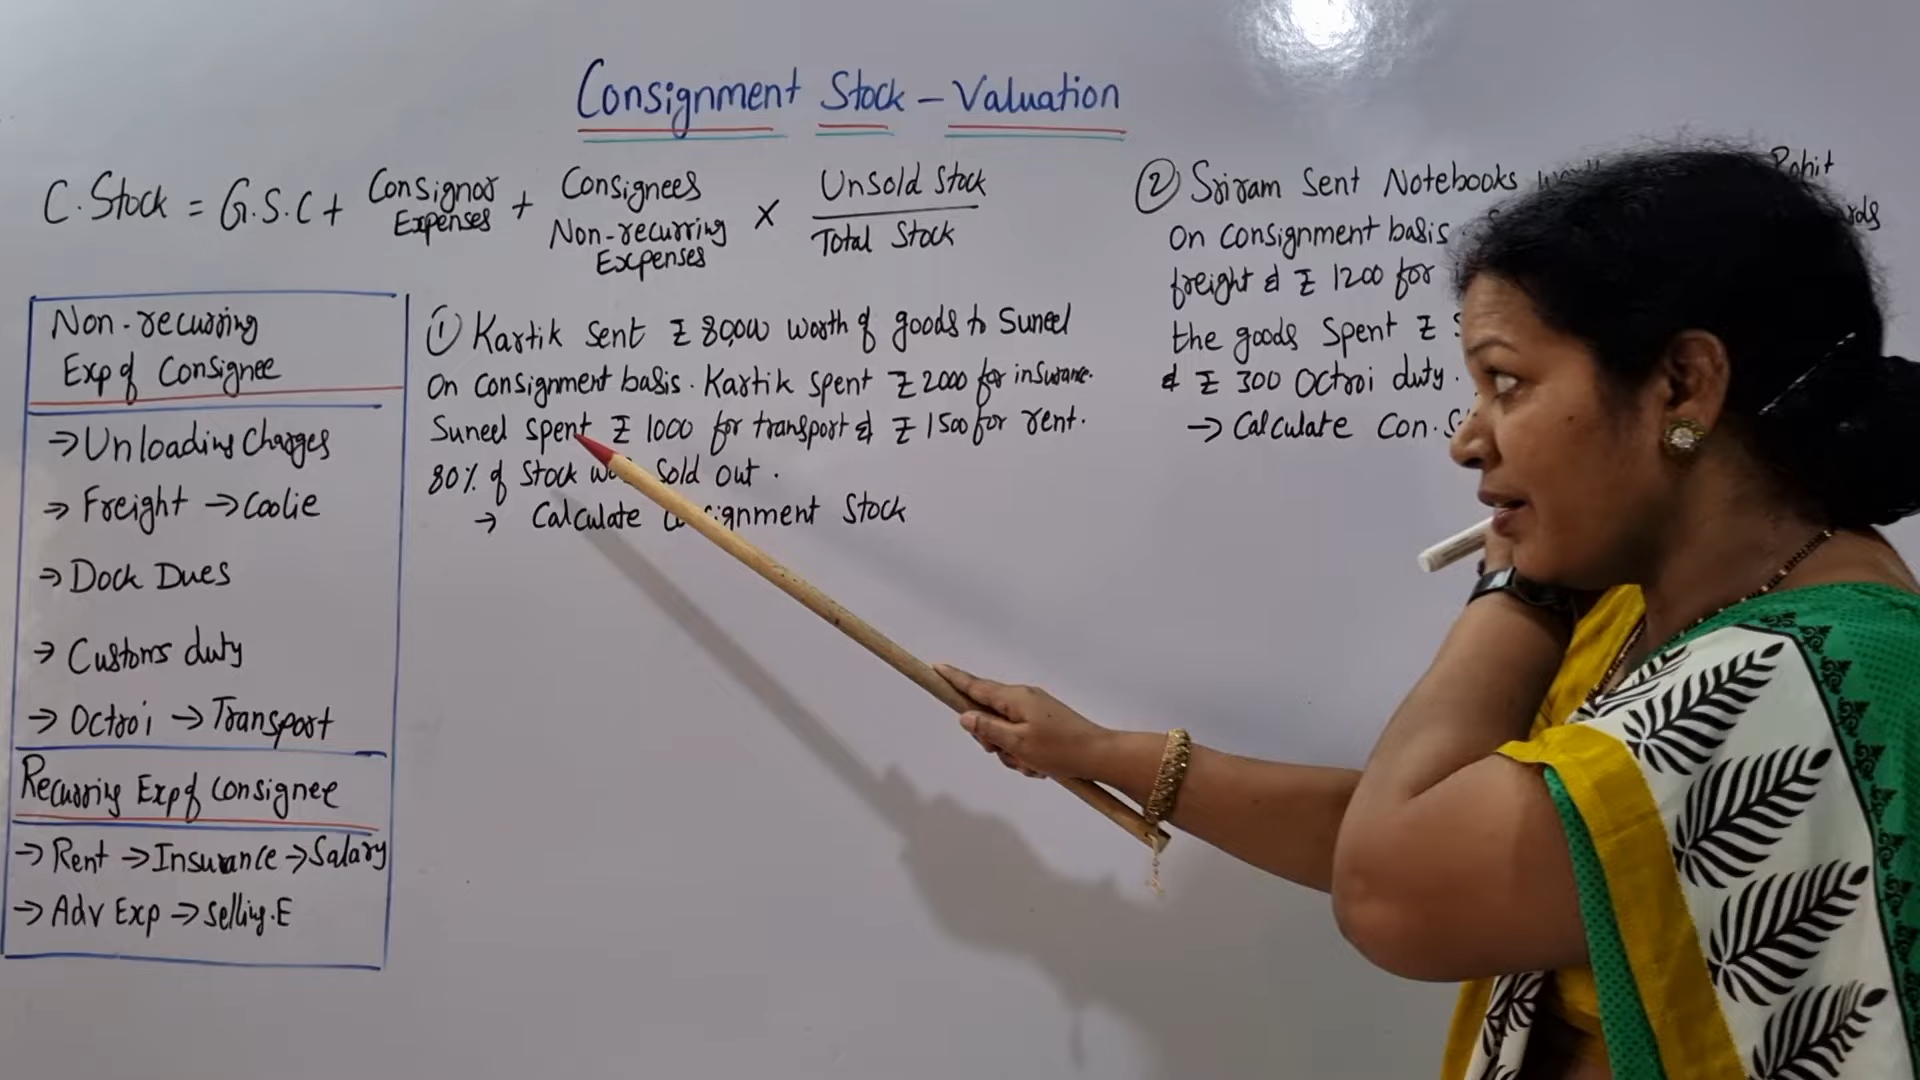 Consignment Stock - Valuation
C. Stock = G.S.C + Consignor Expenses + Consignees Non-recurring Expenses × Unsold Stock / Total Stock
Non-recurring
Exp of Consignee
→ Unloading Charges
→ Freight → Coolie
→ Dock Dues
→ Customs duty
→ Octroi → Transport
Recurring Exp of Consignee
→ Rent → Insurance → Salary
→ Adv Exp → Selling.E
① Kartik Sent ₹ 80,000 worth of goods to Suneel
On consignment basis. Kartik spent ₹ 2000 for insurance.
Suneel spent ₹ 1000 for transport & ₹ 1500 for rent.
80% of Stock was Sold out.
→ Calculate Consignment Stock
② Sriram Sent Notebooks Rohit
On consignment basis
freight & ₹ 1200 for
the goods Spent ₹
& ₹ 300 Octroi duty.
→ Calculate Con.